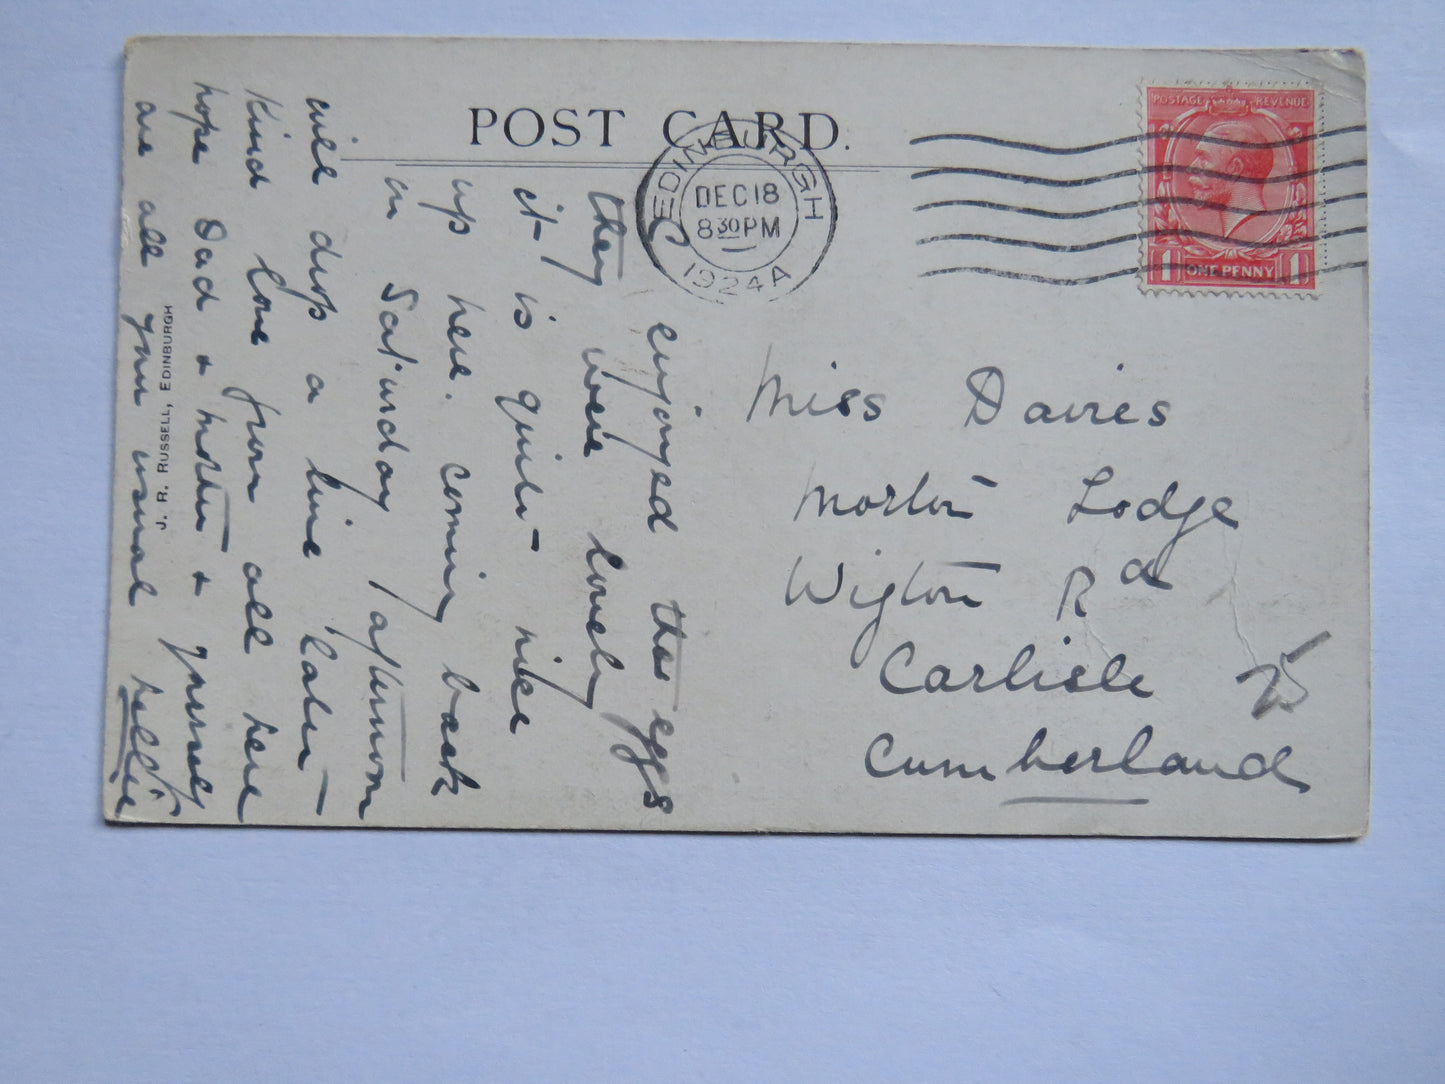 POST CARD.
EDINBURGH
DEC 18
8 30 PM
1924 A
POSTAGE REVENUE
1 ONE PENNY 1
Miss Davies
Morton Lodge
Wigton Rd
Carlisle
Cumberland
enjoyed the eggs
they were lovely
it is quite nice
up here. coming back
on Saturday afternoon
will drop a line later
kind love from all here
hope Dad & Mother & yourself
are all your usual
J. R. RUSSELL, EDINBURGH